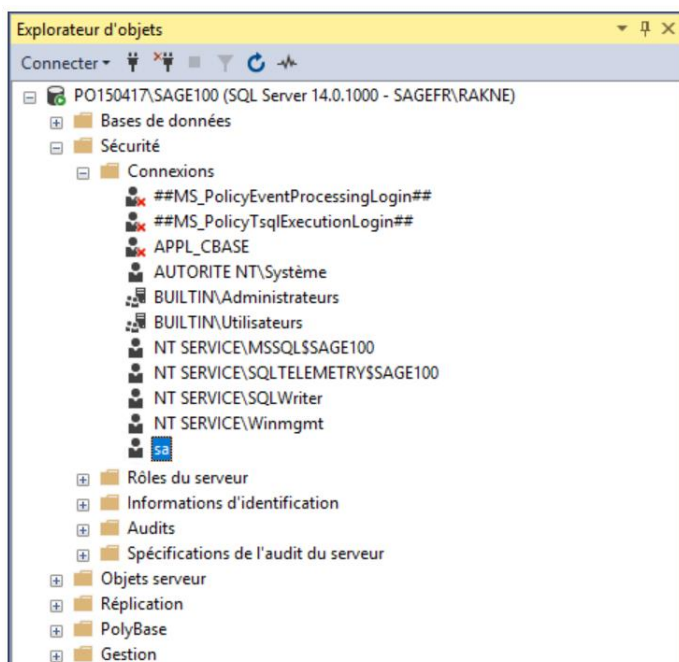 Explorateur d'objets
Connecter
PO150417\SAGE100 (SQL Server 14.0.1000 - SAGEFR\RAKNE)
Bases de données
Sécurité
Connexions
##MS_PolicyEventProcessingLogin##
##MS_PolicyTsqlExecutionLogin##
APPL_CBASE
AUTORITE NT\Système
BUILTIN\Administrateurs
BUILTIN\Utilisateurs
NT SERVICE\MSSQL$SAGE100
NT SERVICE\SQLTELEMETRY$SAGE100
NT SERVICE\SQLWriter
NT SERVICE\Winmgmt
sa
Rôles du serveur
Informations d'identification
Audits
Spécifications de l'audit du serveur
Objets serveur
Réplication
PolyBase
Gestion